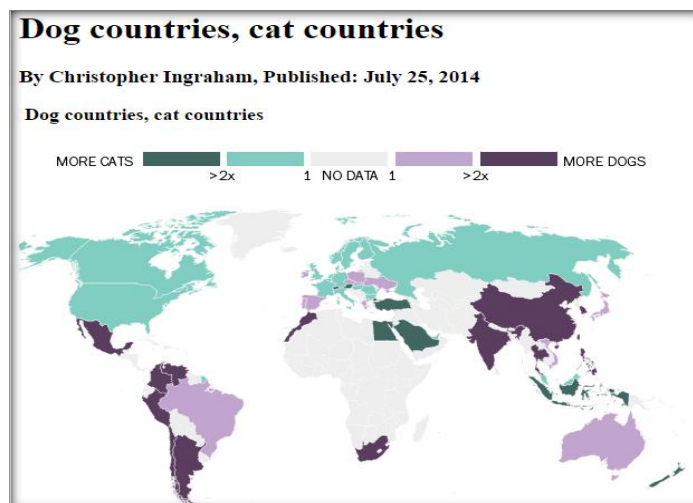 Dog countries, cat countries
By Christopher Ingraham, Published: July 25, 2014
Dog countries, cat countries
MORE CATS MORE DOGS
>2x 1 NO DATA 1 >2x